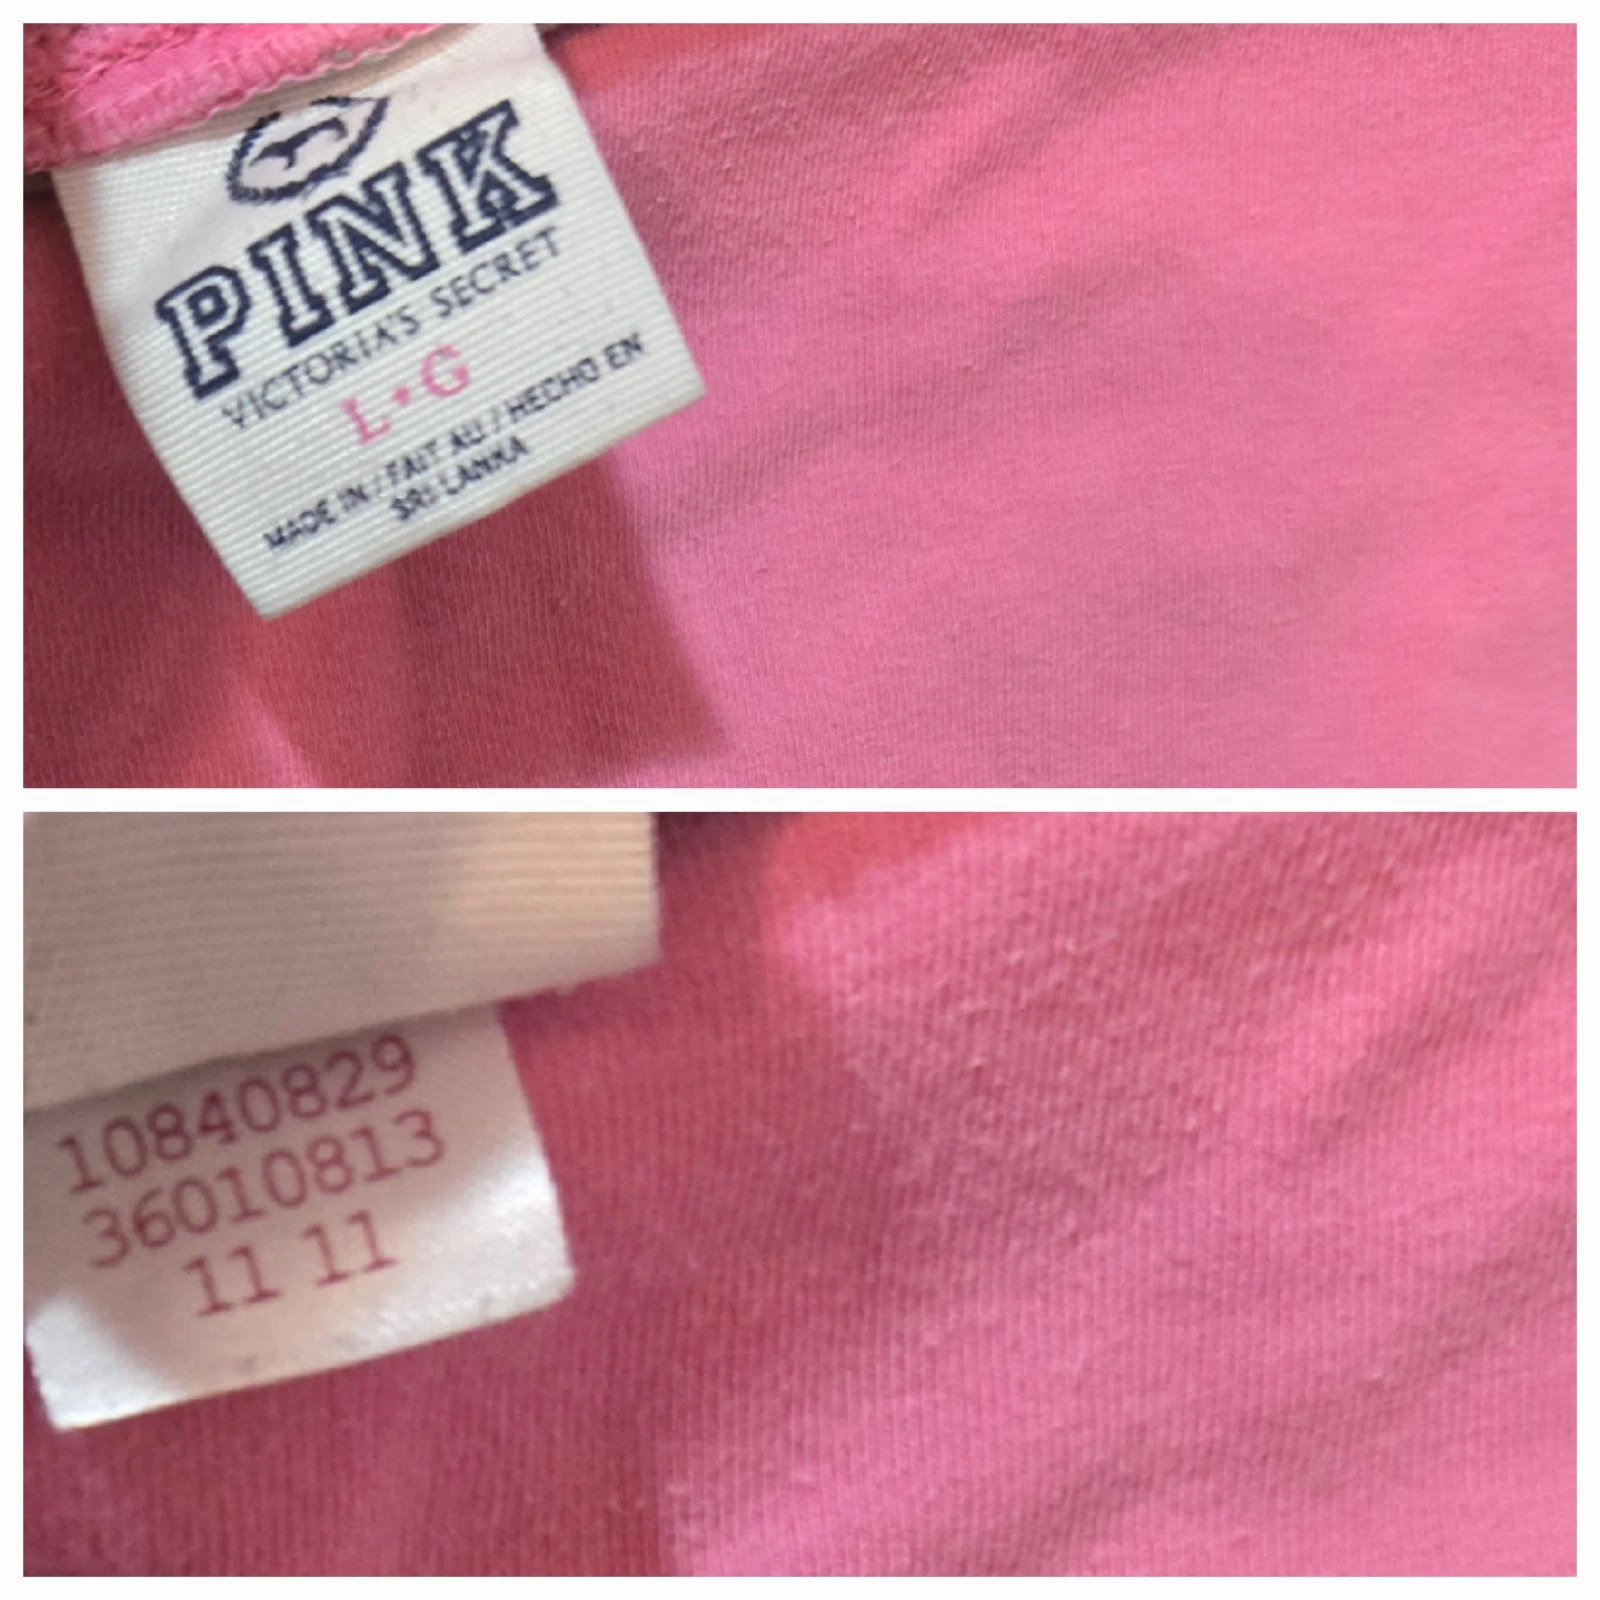 PINK
VICTORIA'S SECRET
L • G
MADE IN / FAIT AU / HECHO EN
SRI LANKA
10840829
36010813
11 11